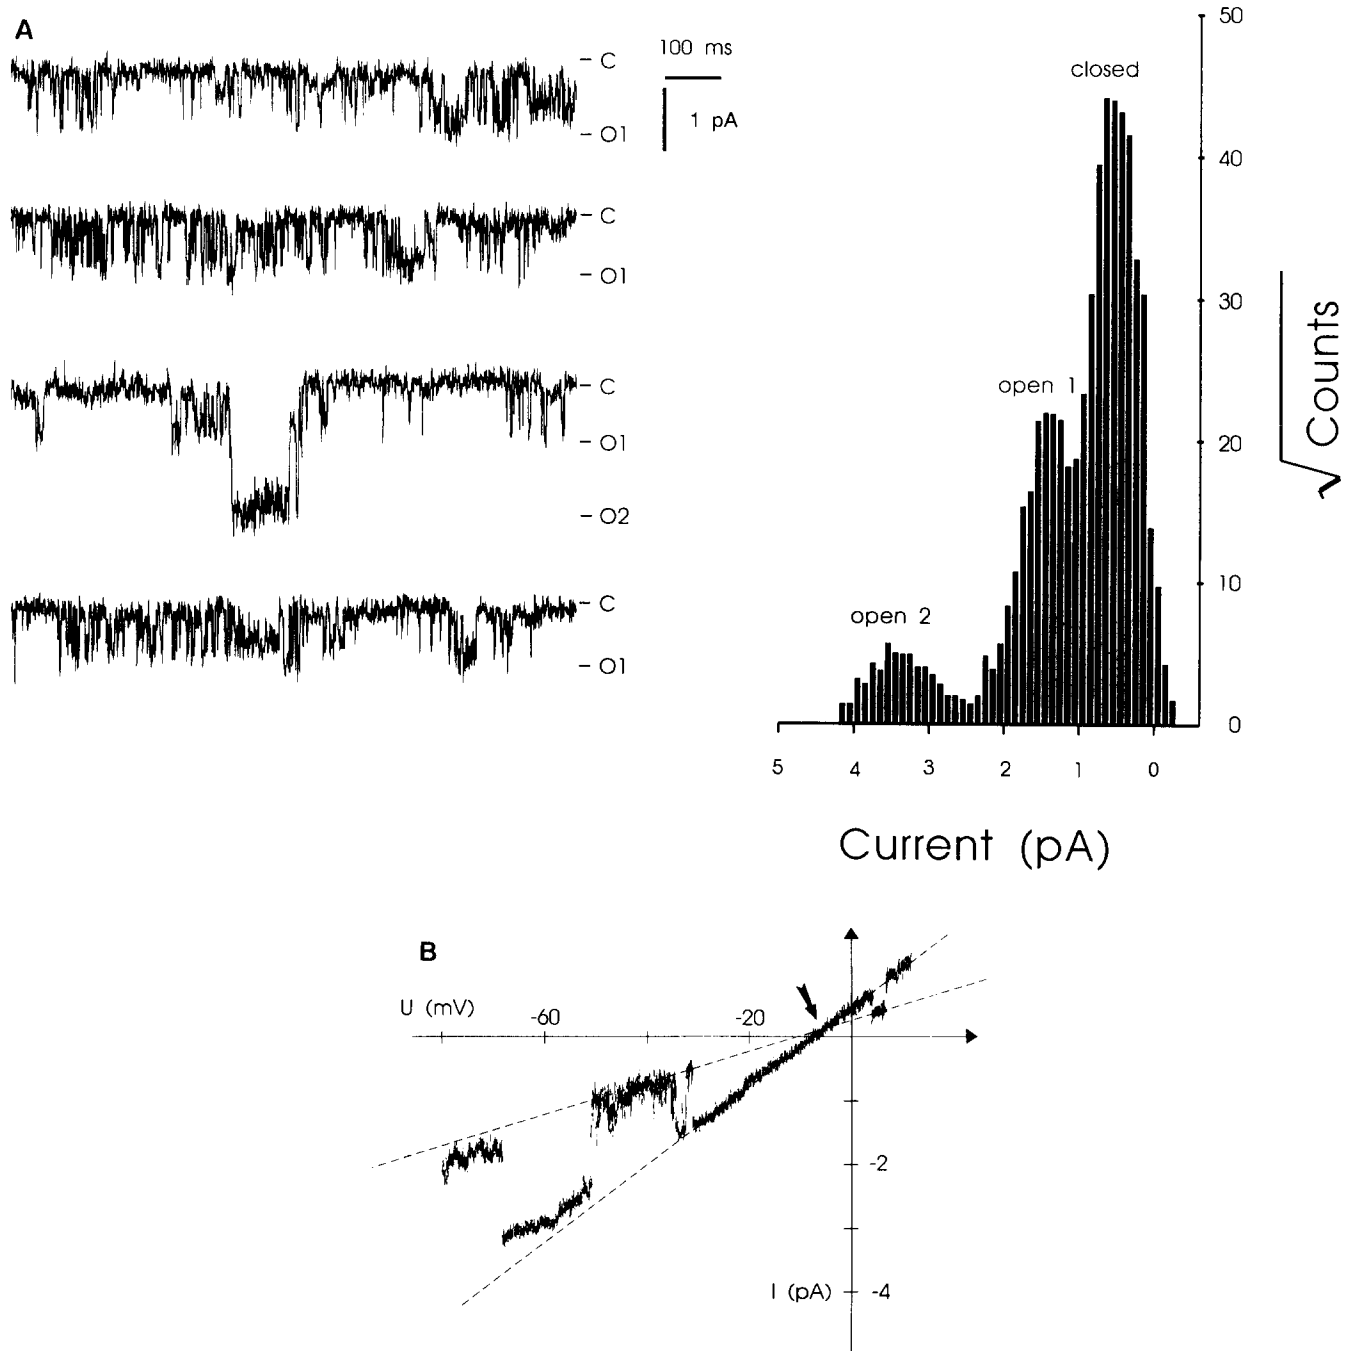 A
C
O1
100 ms
1 pA
C
O1
C
O1
O2
C
O1
50
closed
40
30
open 1
20
10
open 2
0
√ Counts
5 4 3 2 1 0
Current (pA)
B
U (mV)
-60
-20
-2
I (pA)
-4